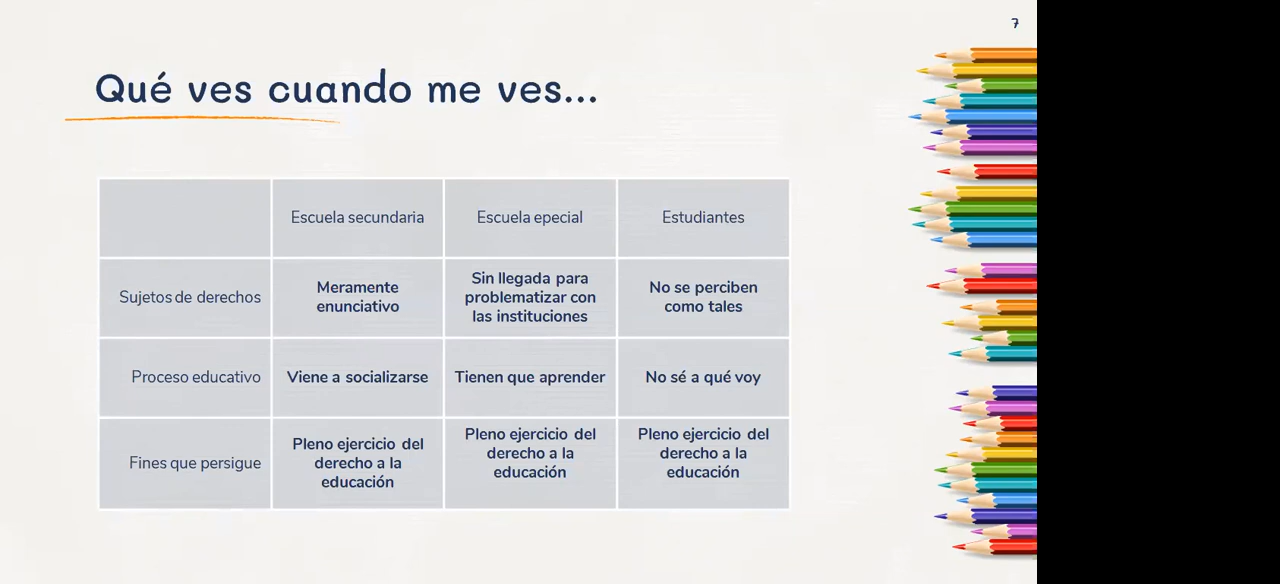 7
Qué ves cuando me ves...
Escuela secundaria
Escuela epecial
Estudiantes
Sujetos de derechos
Meramente
enunciativo
Sin llegada para
problematizar con
las instituciones
No se perciben
como tales
Proceso educativo
Viene a socializarse
Tienen que aprender
No sé a qué voy
Fines que persigue
Pleno ejercicio del
derecho a la
educación
Pleno ejercicio del
derecho a la
educación
Pleno ejercicio del
derecho a la
educación